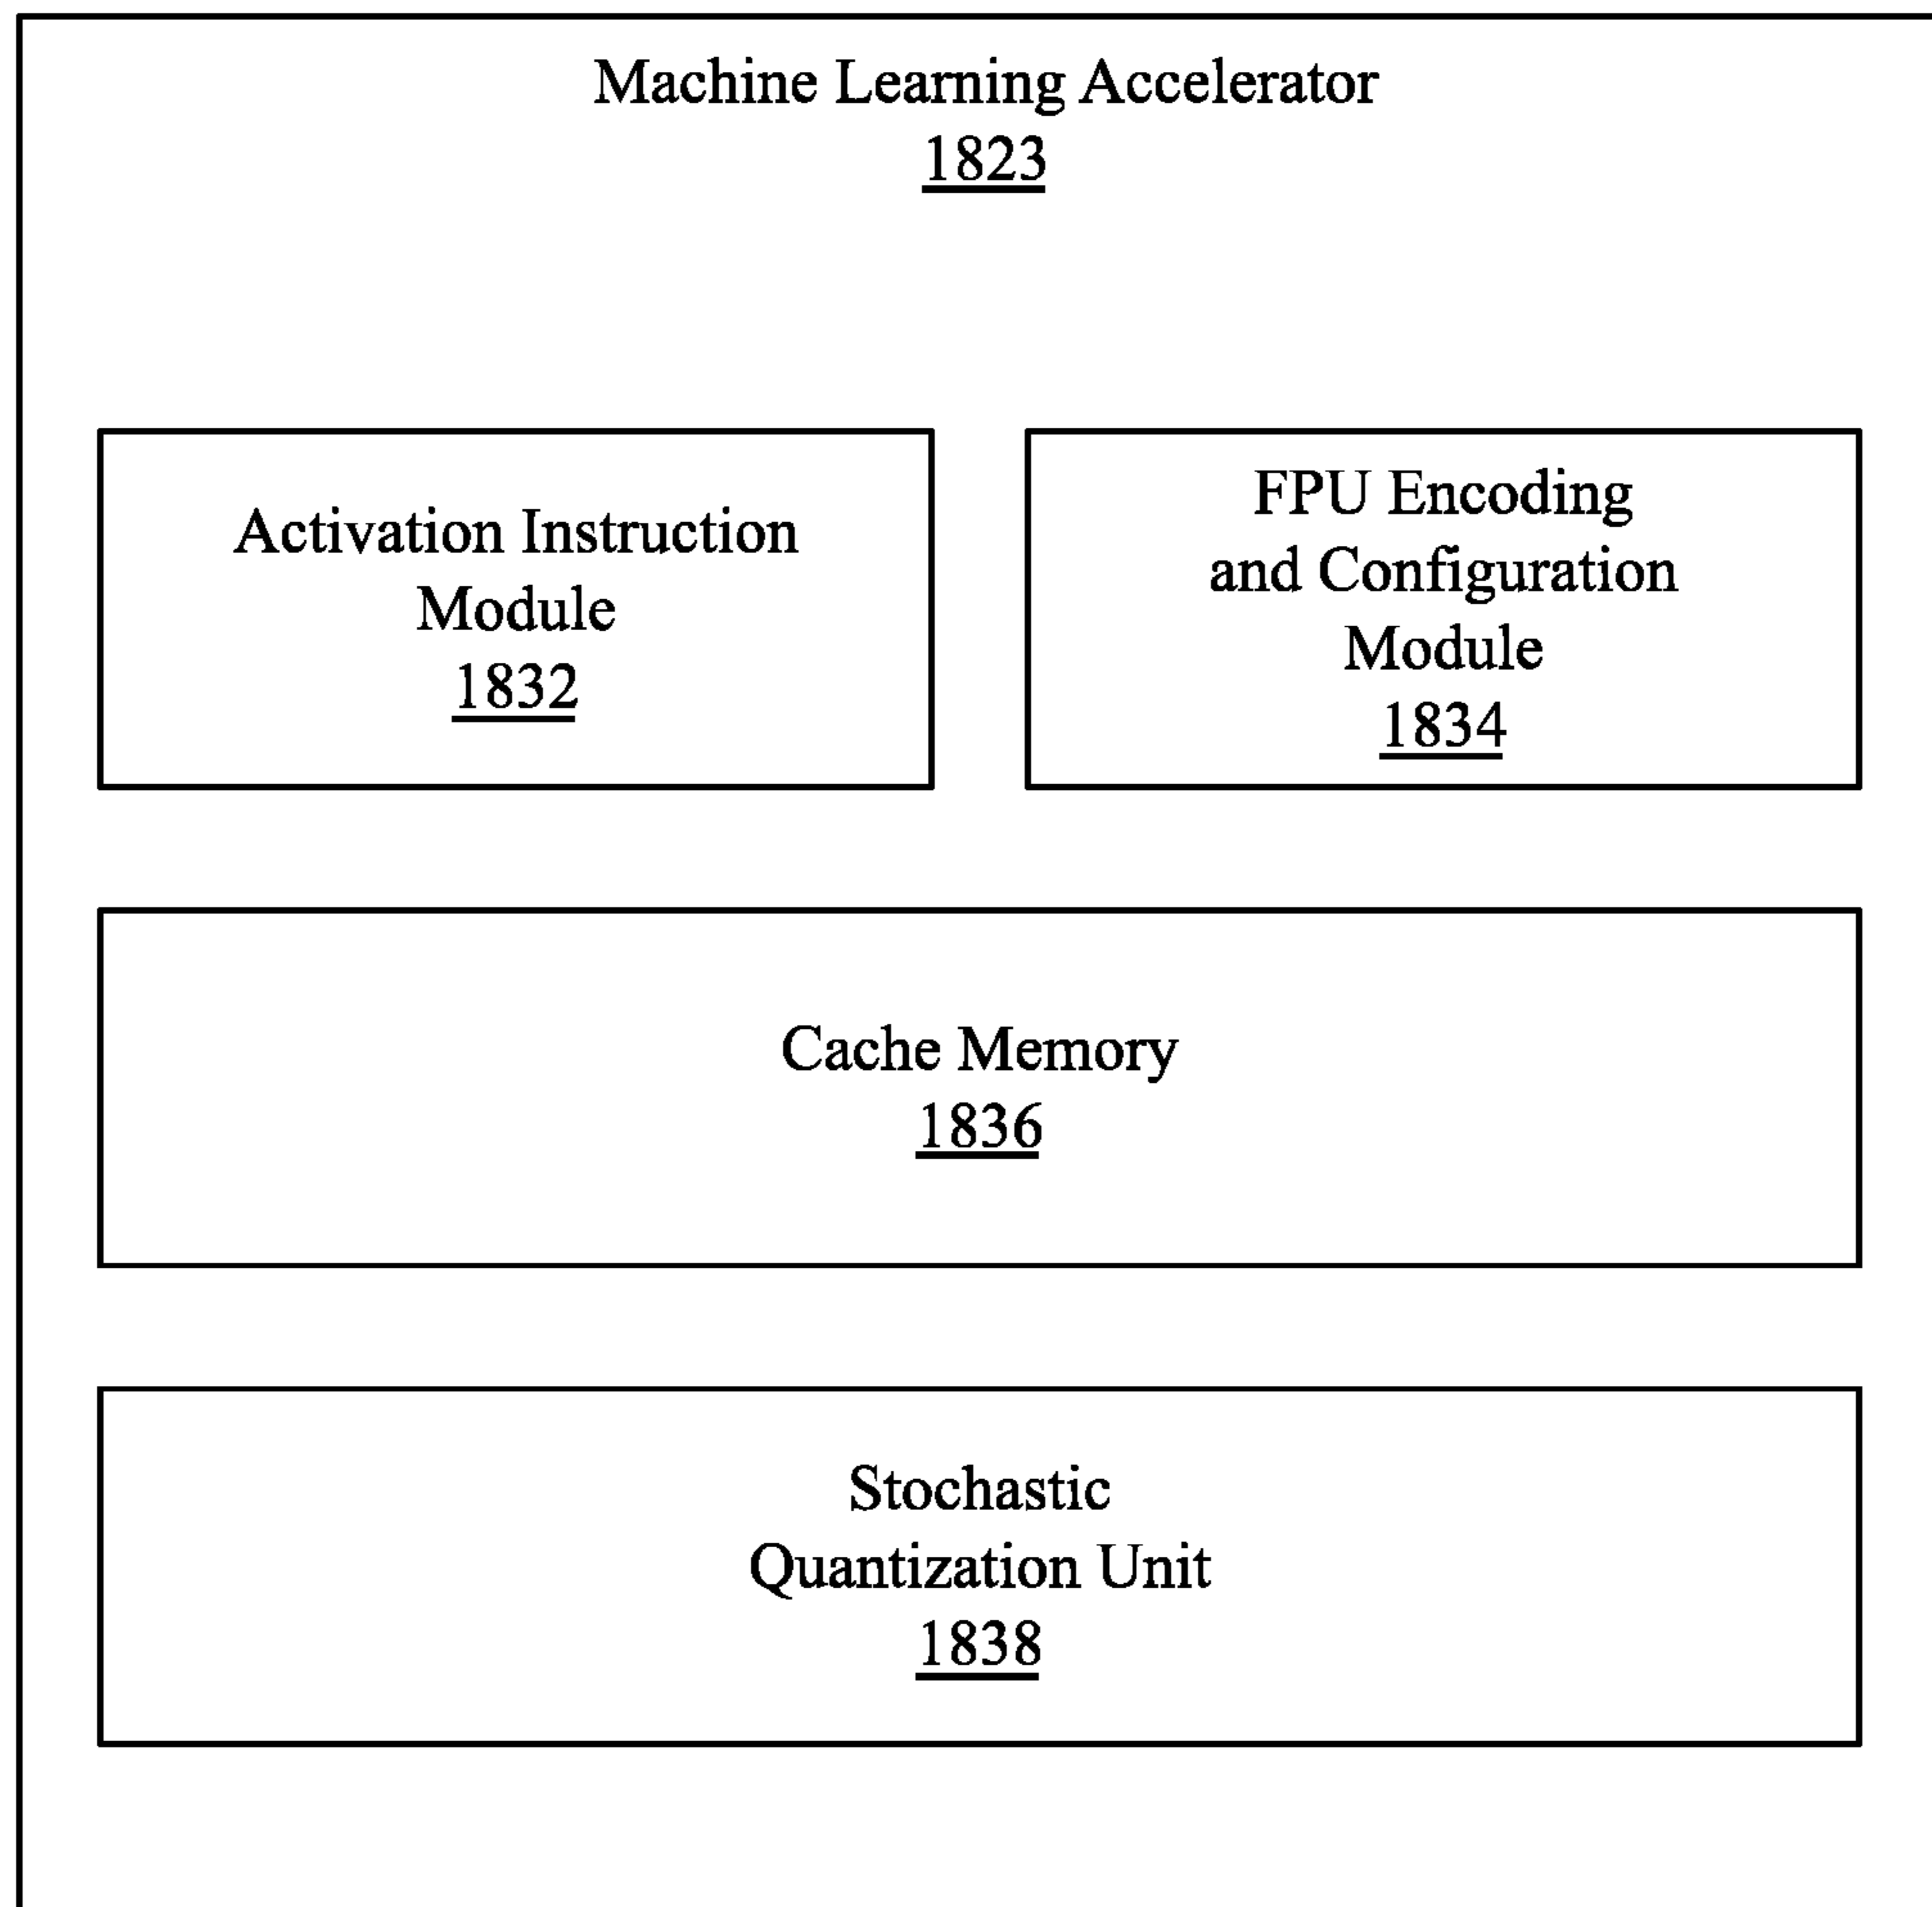 Machine Learning Accelerator
1823
Activation Instruction
Module
1832
FPU Encoding
and Configuration
Module
1834
Cache Memory
1836
Stochastic
Quantization Unit
1838